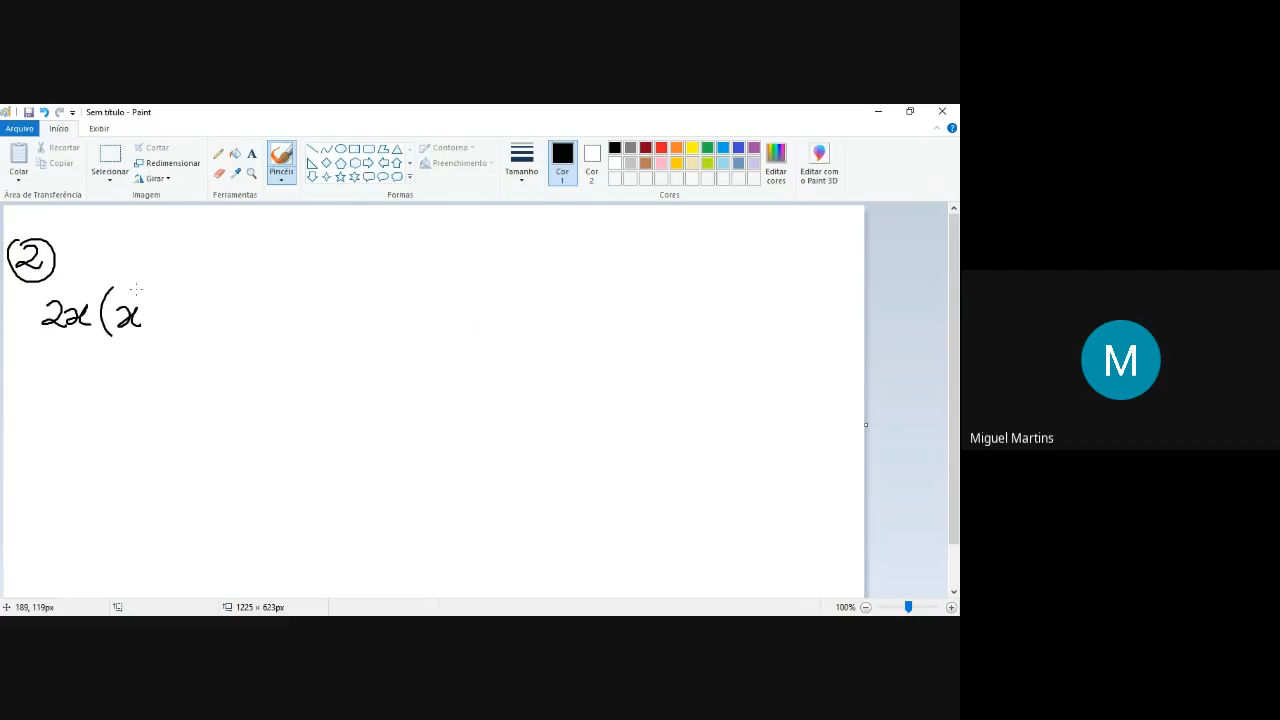 Sem título - Paint
Arquivo Início Exibir
Colar
Recortar
Copiar
Área de Transferência
Selecionar
Cortar
Redimensionar
Girar
Imagem
A
Ferramentas
Pincéis
Contorno
Preenchimento
Formas
Tamanho
Cor 1
Cor 2
Editar cores
Cores
Editar com o Paint 3D
2
2x(x
M
Miguel Martins
189, 119px
1225 × 623px
100%